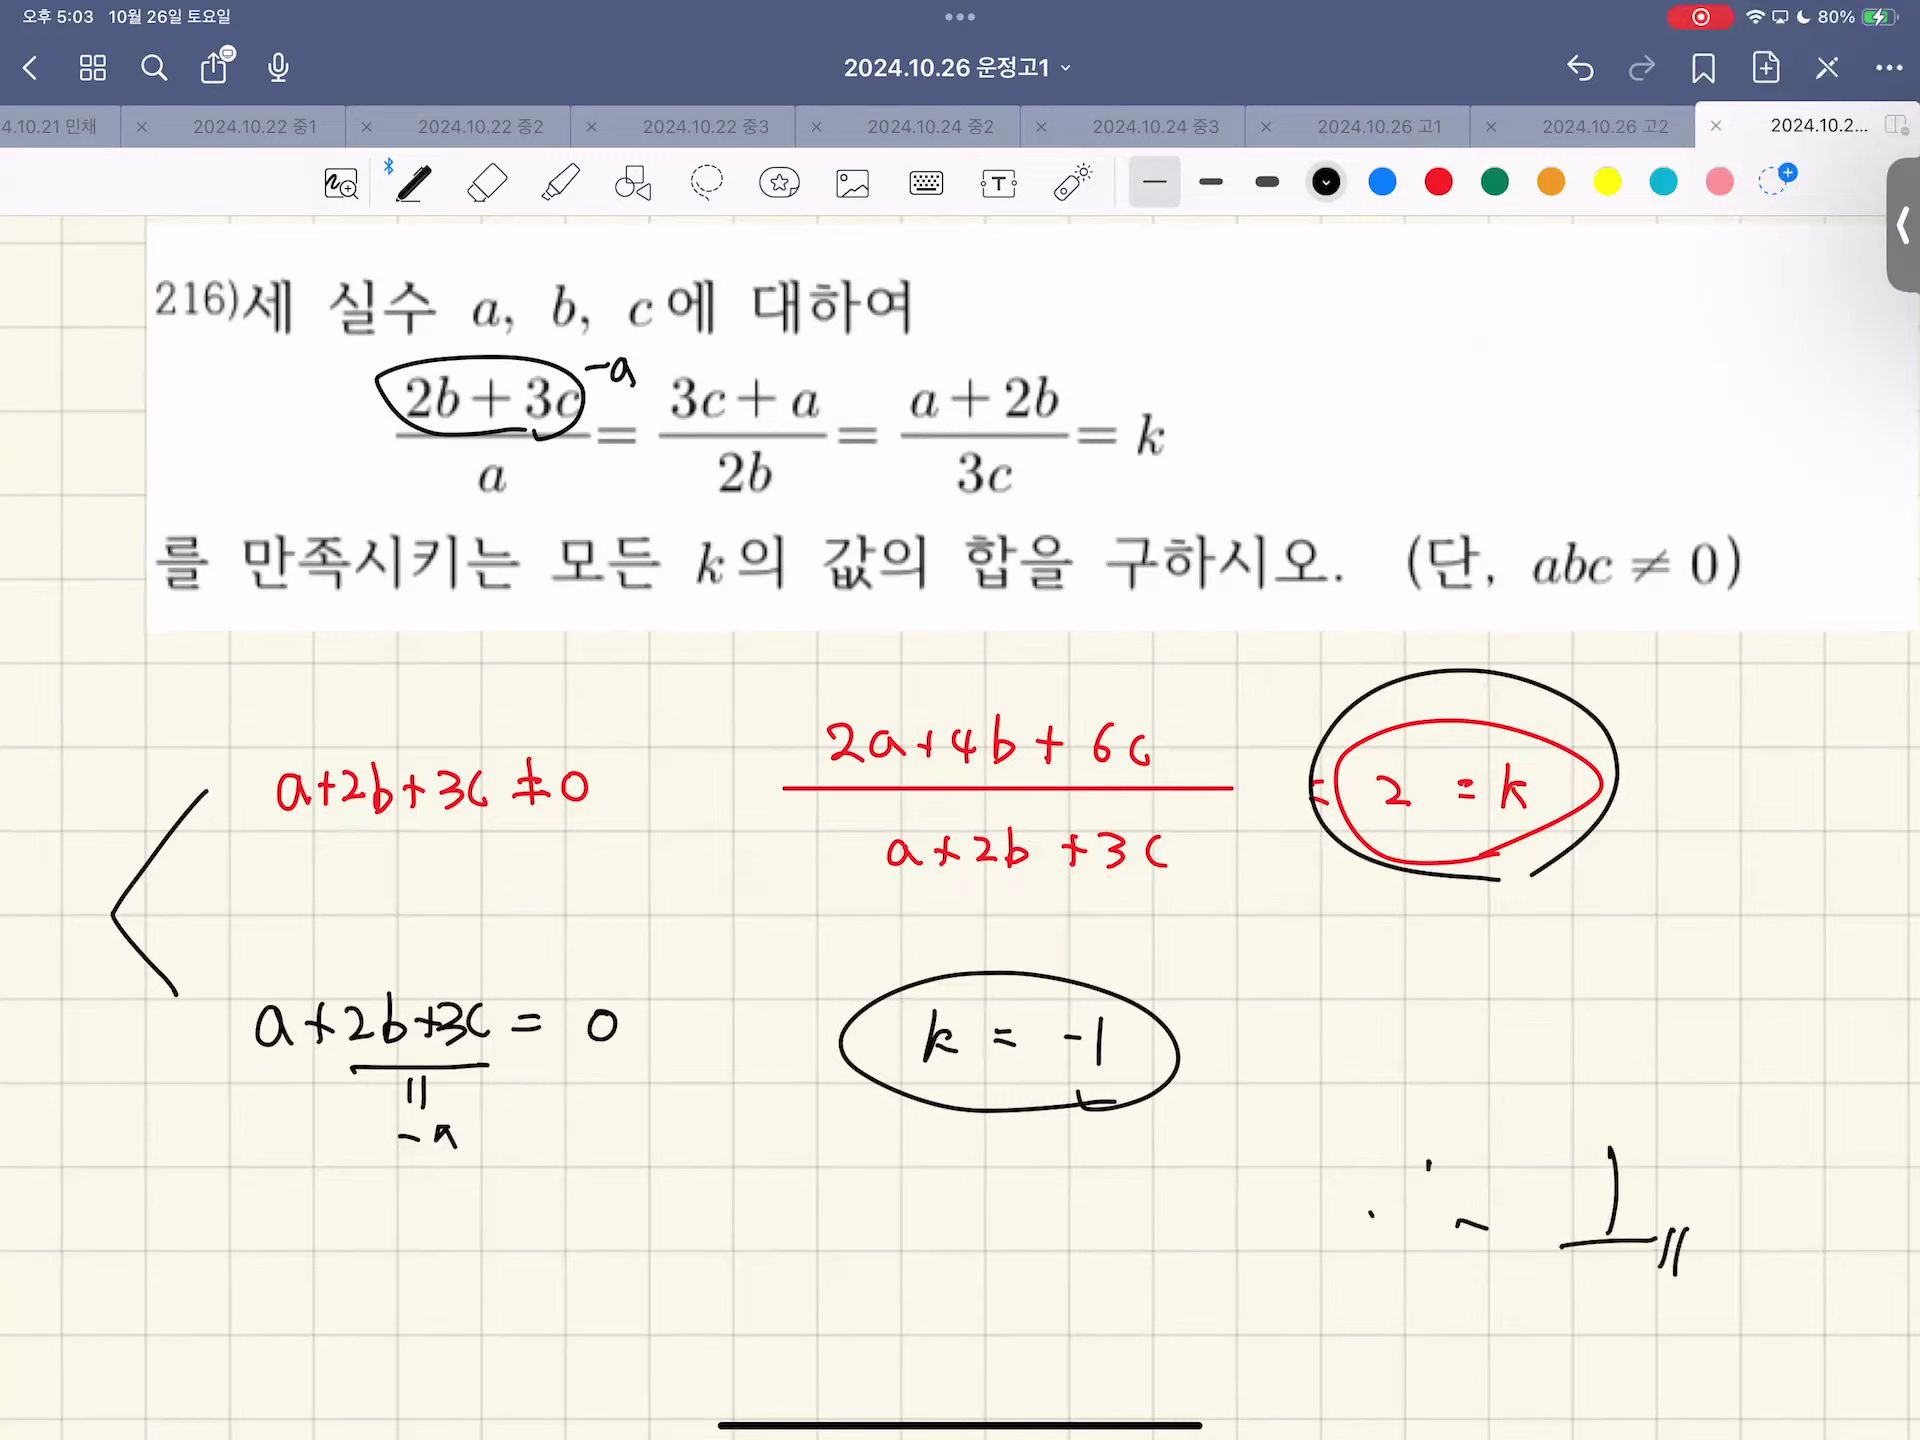 오후 5:03 10월 26일 토요일
80%
2024.10.26 운정고1
4.10.21 민채
2024.10.22 중1
2024.10.22 중2
2024.10.22 중3
2024.10.24 중2
2024.10.24 중3
2024.10.26 고1
2024.10.26 고2
2024.10.2...
T
216)세 실수 a, b, c에 대하여
-a
(2b+3c)/a = (3c+a)/2b = (a+2b)/3c = k
를 만족시키는 모든 k의 값의 합을 구하시오. (단, abc≠0)
a+2b+3c ≠ 0
(2a+4b+6c)/(a+2b+3c) = 2 = k
a+2b+3c = 0
=
-a
k = -1
∴ 1